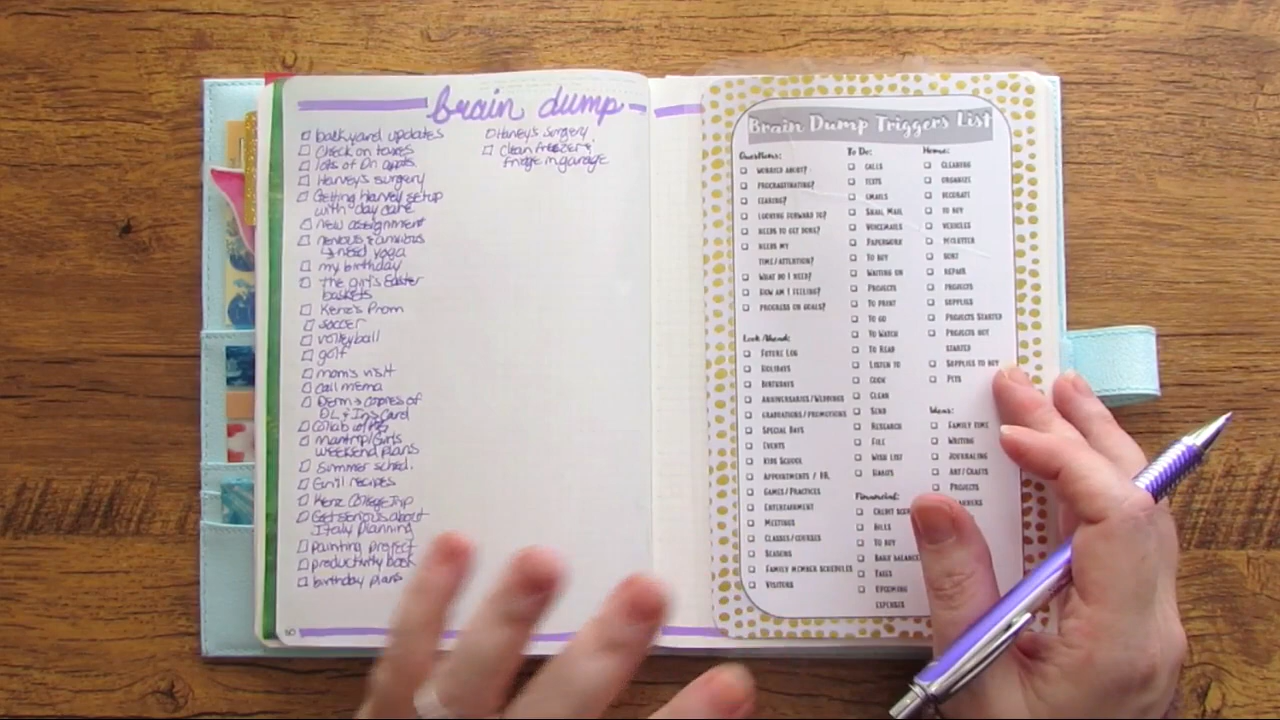 brain dump
backyard updates
Check on taxes
lots of Dr. appts.
Harvey's surgery
Getting Harvey setup
with day care
new assignment
nervous & anxious
↳ need yoga
my birthday
the girl's Easter
baskets
Kenz's Prom
soccer
volleyball
golf
mom's visit
call mema
Derm → copies of
DL & Ins Card
Collab w/
mantrip/Girls
weekend plans
Summer sched.
Grill recipes
Kenz College Trip
Get serious about
Italy planning
painting project
productivity book
birthday plans
Harvey's surgery
Clean freezer &
fridge in garage
60
Brain Dump Triggers List
Questions:
Worried about?
Procrastinating?
Fearing?
Looking forward to?
Needs to get done?
Needs my
time/attention?
What do I need?
How am I feeling?
Progress on goals?
Look Ahead:
Future Log
Holidays
Birthdays
Anniversaries/Weddings
Graduations/Promotions
Special Days
Events
Kids School
Appointments / DR.
Games/Practices
Entertainment
Meetings
Classes/Courses
Seasons
Family Member Schedules
Visitors
To Do:
Calls
Texts
Emails
Snail Mail
Voicemails
Paperwork
To Buy
Waiting On
Projects
To Print
To Go
To Watch
To Read
Listen To
Cook
Clean
Send
Research
File
Wish List
Habits
Financial:
Credit
Bills
To Buy
Bank Balance
Taxes
Upcoming
Expenses
Home:
Cleaning
Organize
Decorate
To Buy
Vehicles
Declutter
Sort
Repair
Projects
Supplies
Projects Started
Projects Not
Started
Supplies to Buy
Pets
Ideas:
Family Time
Writing
Journaling
Art/Crafts
Projects